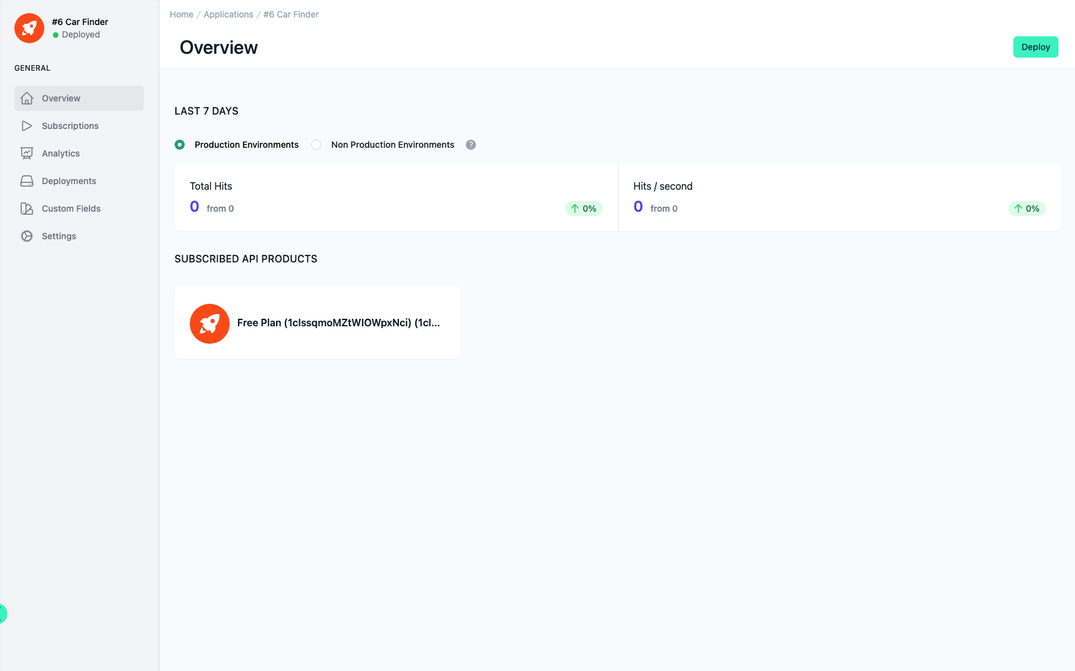 #6 Car Finder
Deployed
GENERAL
Overview
Subscriptions
Analytics
Deployments
Custom Fields
Settings
Home / Applications / #6 Car Finder
Overview
Deploy
LAST 7 DAYS
Production Environments
Non Production Environments
?
Total Hits
0 from 0
0%
Hits / second
0 from 0
0%
SUBSCRIBED API PRODUCTS
Free Plan (1clssqmoMZtWIOWpxNci) (1cl...